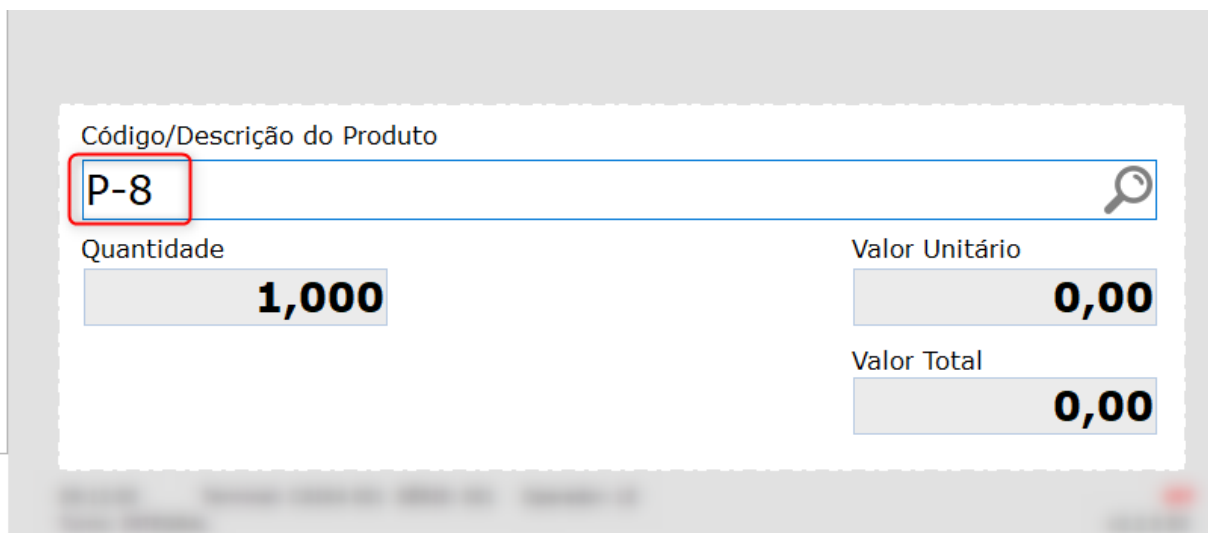 Código/Descrição do Produto
P-8
Quantidade
Valor Unitário
1,000
0,00
Valor Total
0,00